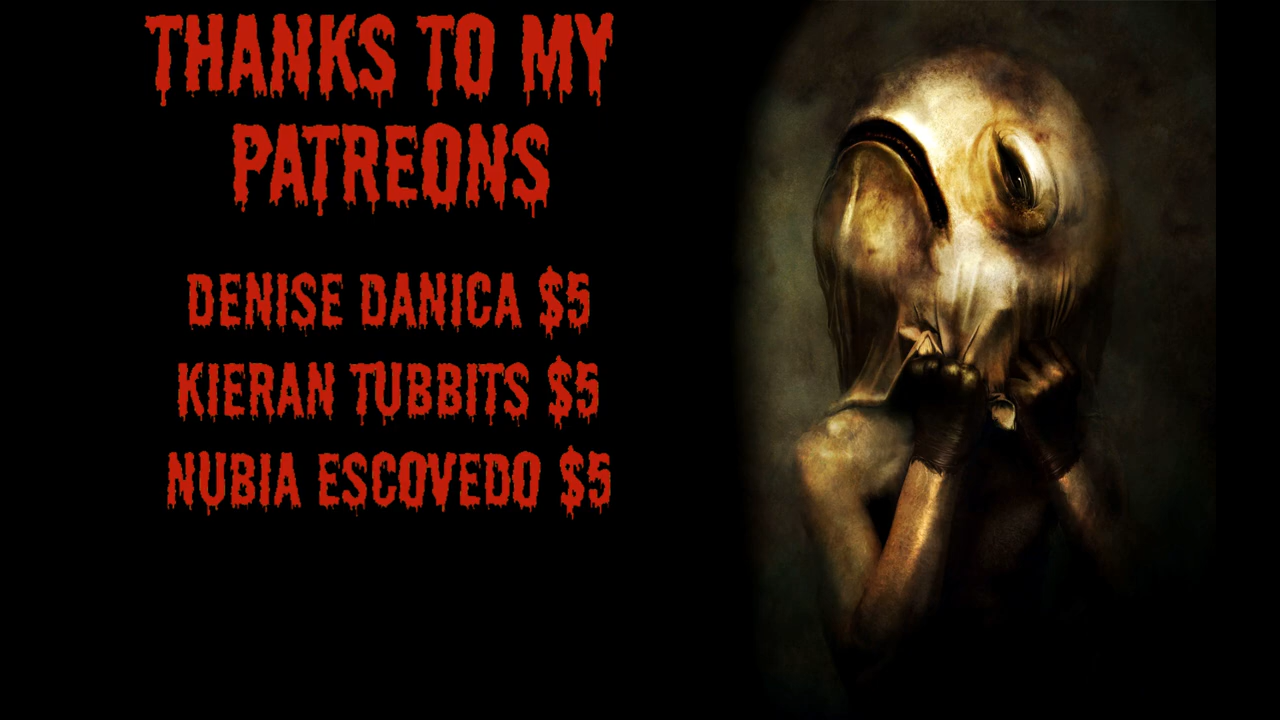 THANKS TO MY
PATREONS
DENISE DANICA $5
KIERAN TUBBITS $5
NUBIA ESCOVEDO $5